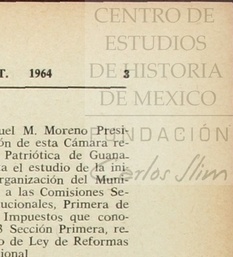 CENTRO DE
ESTUDIOS
DE HISTORIA
DE MEXICO
FUNDACIÓN
Carlos Slim
T. 1964 3
uel M. Moreno Presi-
ón de esta Cámara re-
Patriótica de Guana-
a el estudio de la ini-
rganización del Muni-
a las Comisiones Se-
ucionales, Primera de
Impuestos que cono-
3 Sección Primera, re-
o de Ley de Reformas
ional